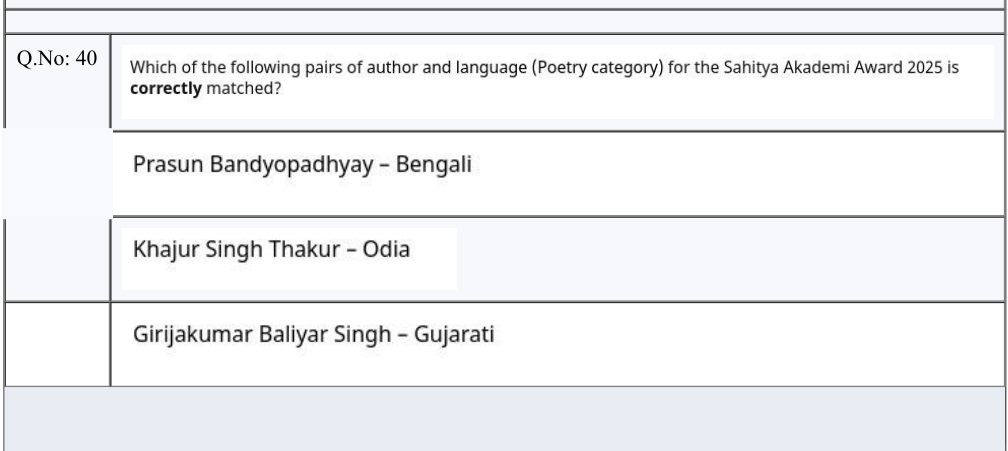 Q.No: 40
Which of the following pairs of author and language (Poetry category) for the Sahitya Akademi Award 2025 is
correctly matched?
Prasun Bandyopadhyay – Bengali
Khajur Singh Thakur – Odia
Girijakumar Baliyar Singh – Gujarati